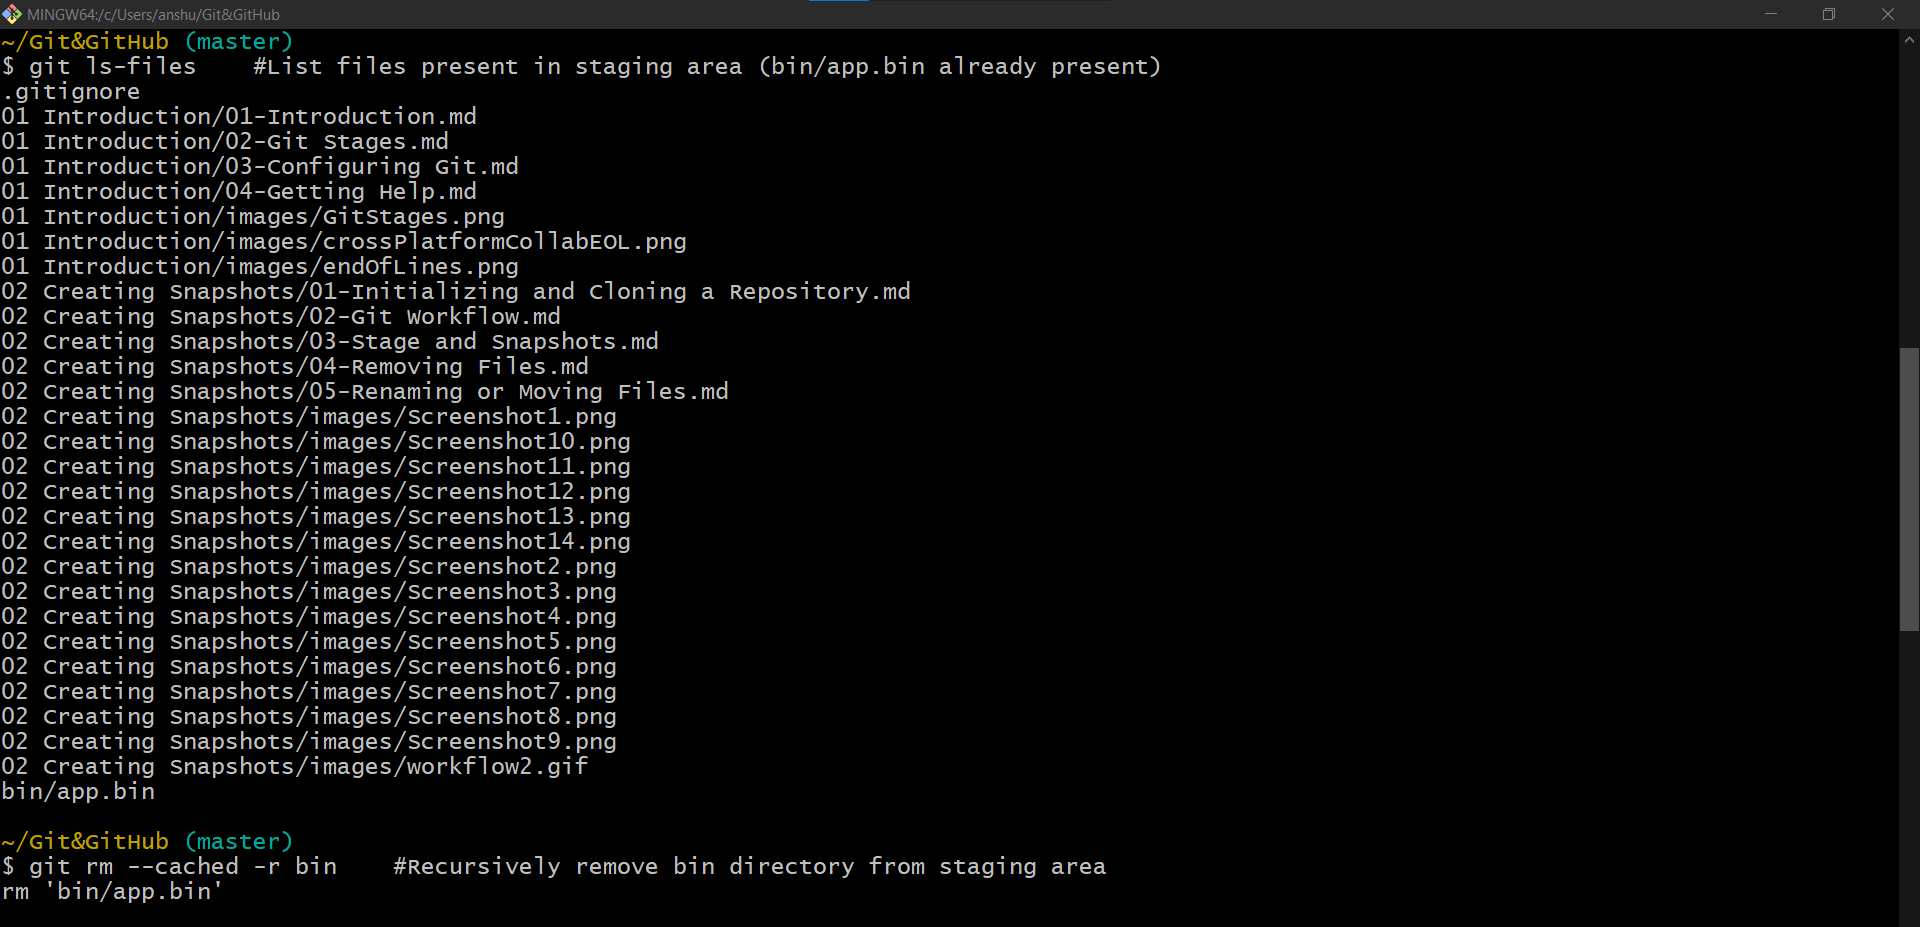 MINGW64:/c/Users/anshu/Git&GitHub
~/Git&GitHub (master)
$ git ls-files    #List files present in staging area (bin/app.bin already present)
.gitignore
01 Introduction/01-Introduction.md
01 Introduction/02-Git Stages.md
01 Introduction/03-Configuring Git.md
01 Introduction/04-Getting Help.md
01 Introduction/images/GitStages.png
01 Introduction/images/crossPlatformCollabEOL.png
01 Introduction/images/endOfLines.png
02 Creating Snapshots/01-Initializing and Cloning a Repository.md
02 Creating Snapshots/02-Git Workflow.md
02 Creating Snapshots/03-Stage and Snapshots.md
02 Creating Snapshots/04-Removing Files.md
02 Creating Snapshots/05-Renaming or Moving Files.md
02 Creating Snapshots/images/Screenshot1.png
02 Creating Snapshots/images/Screenshot10.png
02 Creating Snapshots/images/Screenshot11.png
02 Creating Snapshots/images/Screenshot12.png
02 Creating Snapshots/images/Screenshot13.png
02 Creating Snapshots/images/Screenshot14.png
02 Creating Snapshots/images/Screenshot2.png
02 Creating Snapshots/images/Screenshot3.png
02 Creating Snapshots/images/Screenshot4.png
02 Creating Snapshots/images/Screenshot5.png
02 Creating Snapshots/images/Screenshot6.png
02 Creating Snapshots/images/Screenshot7.png
02 Creating Snapshots/images/Screenshot8.png
02 Creating Snapshots/images/Screenshot9.png
02 Creating Snapshots/images/workflow2.gif
bin/app.bin
~/Git&GitHub (master)
$ git rm --cached -r bin    #Recursively remove bin directory from staging area
rm 'bin/app.bin'